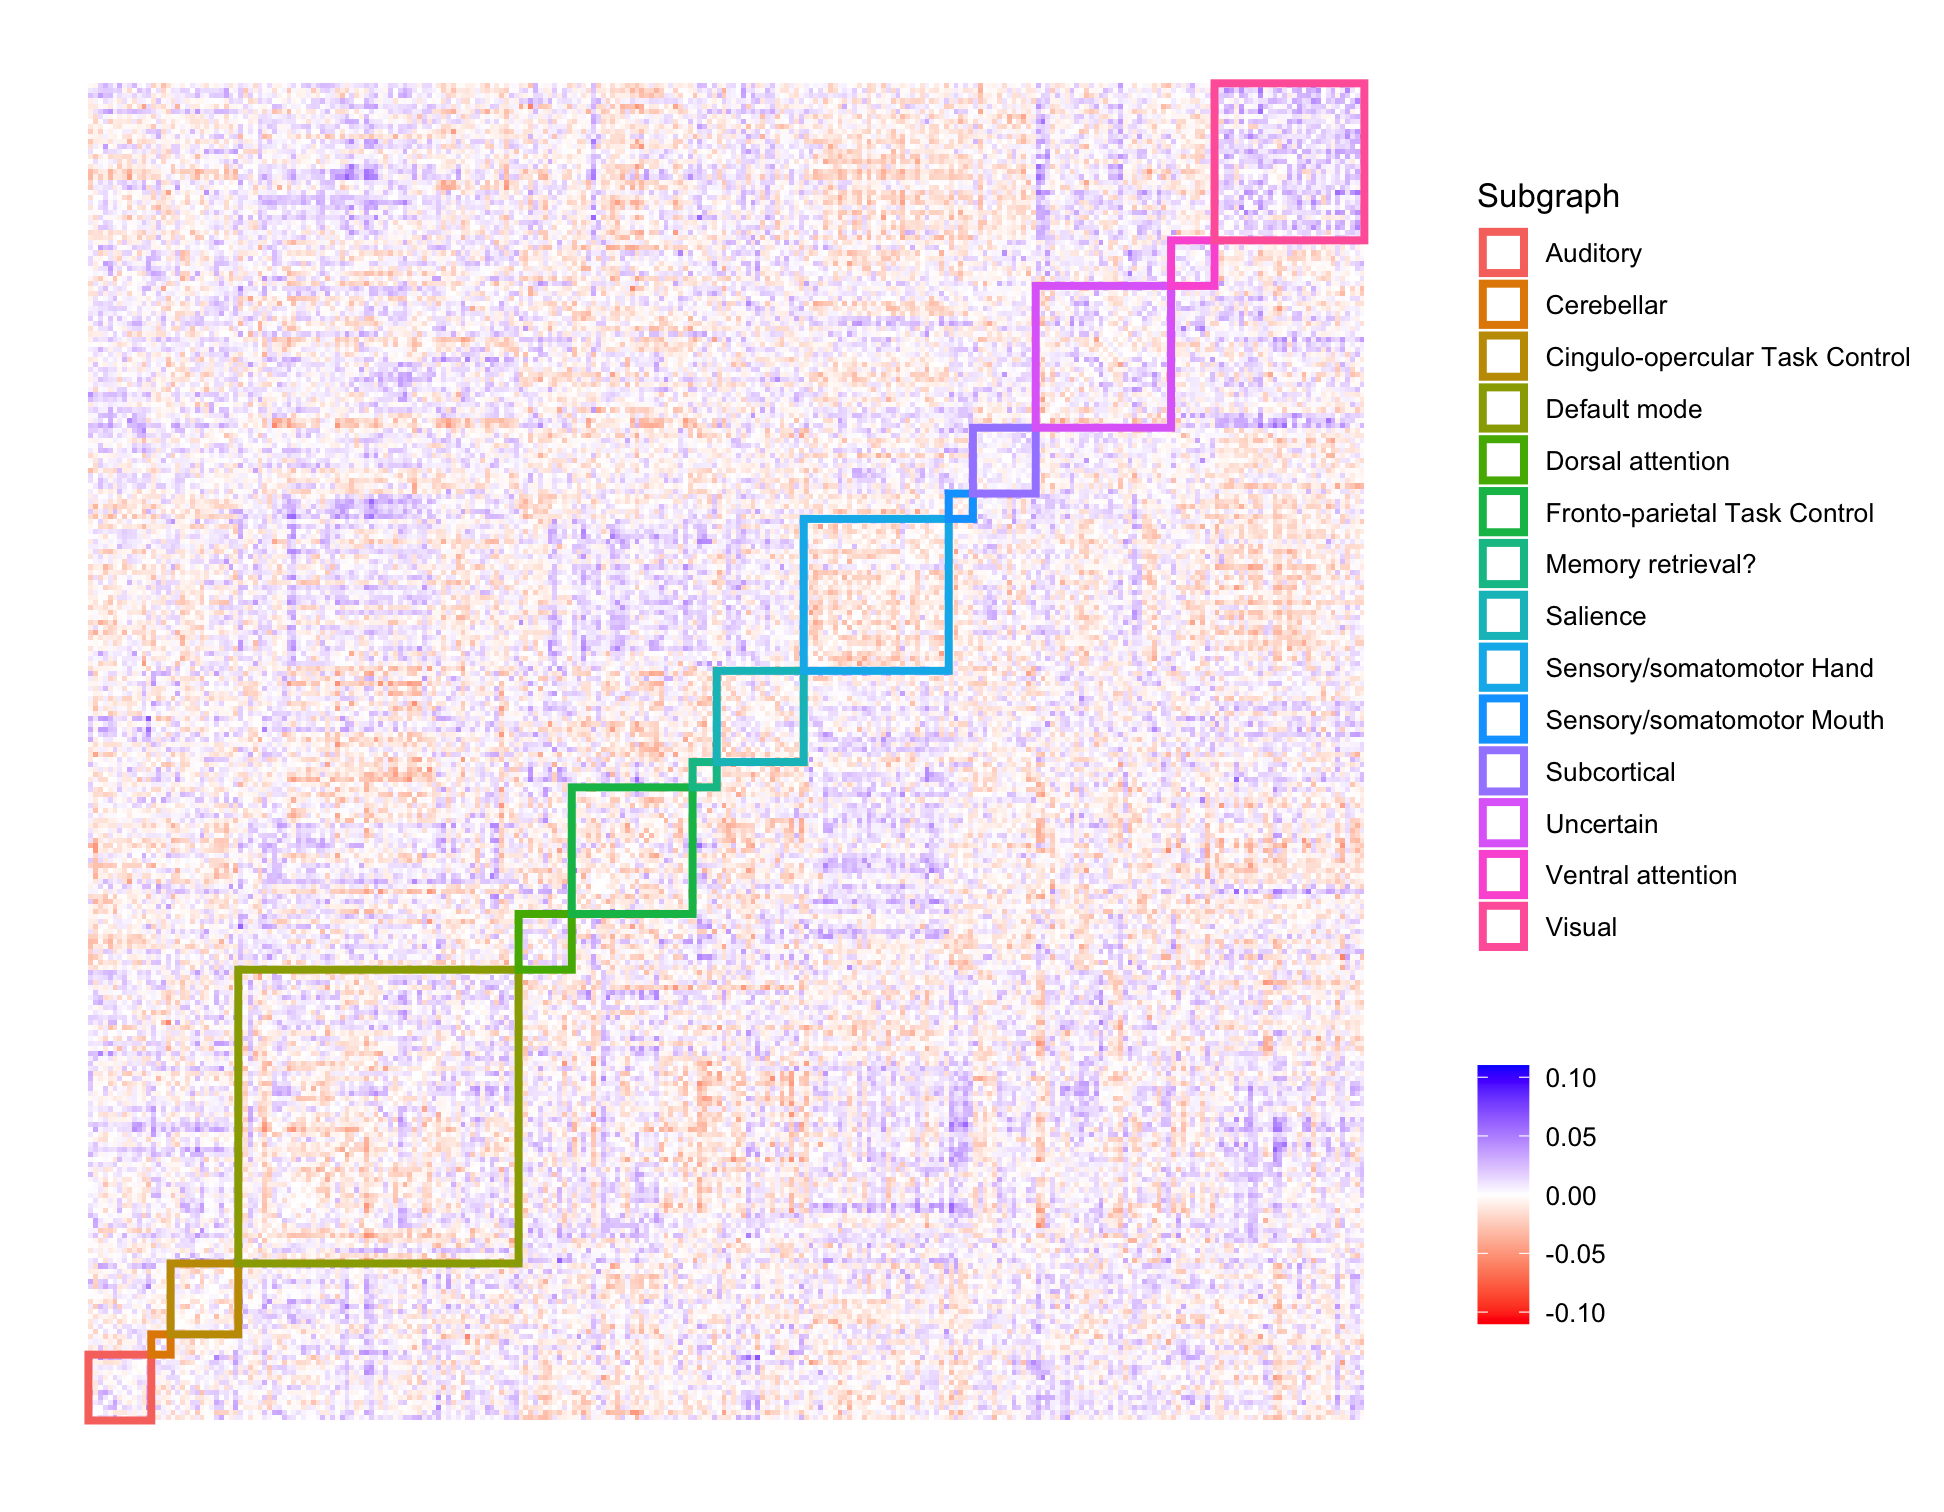 Subgraph
Auditory
Cerebellar
Cingulo-opercular Task Control
Default mode
Dorsal attention
Fronto-parietal Task Control
Memory retrieval?
Salience
Sensory/somatomotor Hand
Sensory/somatomotor Mouth
Subcortical
Uncertain
Ventral attention
Visual
0.10
0.05
0.00
-0.05
-0.10